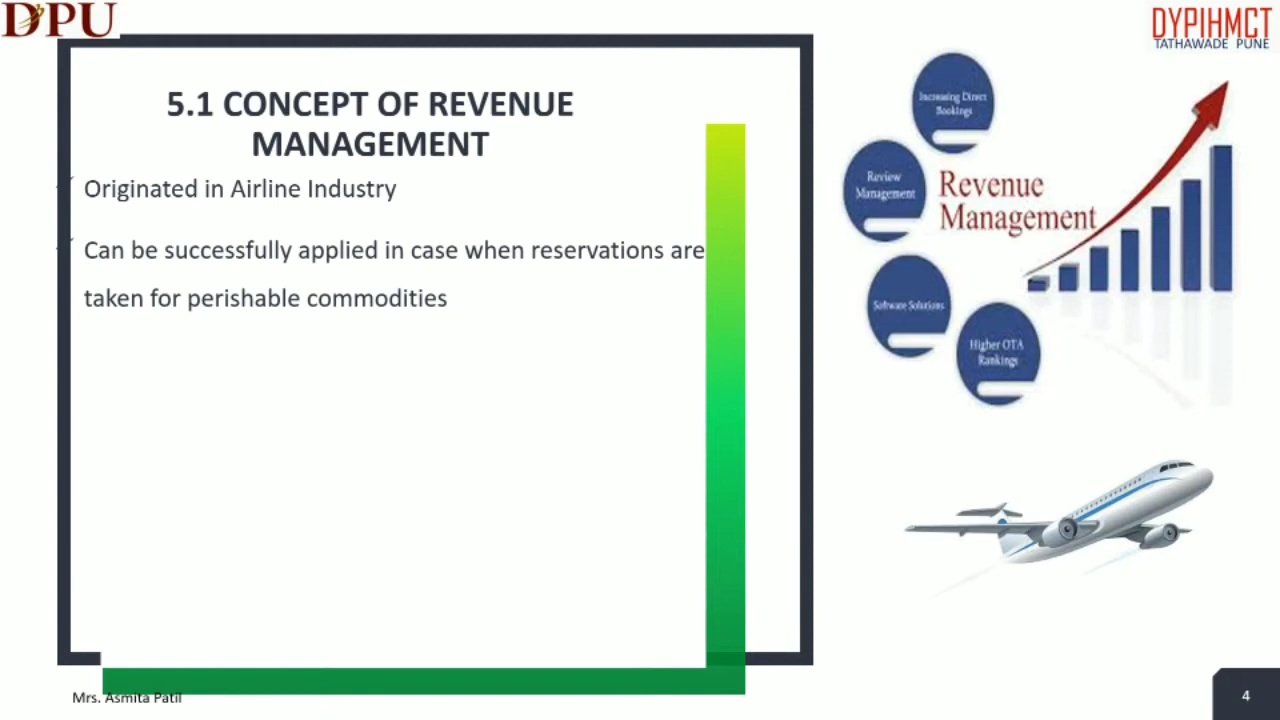 DPU
DYPIHMCT
TATHAWADE PUNE
5.1 CONCEPT OF REVENUE
MANAGEMENT
✓ Originated in Airline Industry
✓ Can be successfully applied in case when reservations are
taken for perishable commodities
Increasing Direct
Bookings
Review
Management
Revenue
Management
Software Solutions
Higher OTA
Rankings
Mrs. Asmita Patil
4